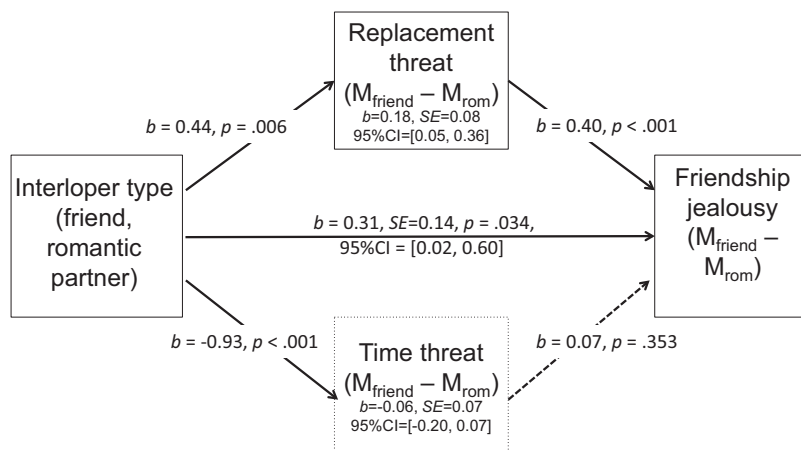 Replacement
threat
(Mfriend – Mrom)
b=0.18, SE=0.08
95%CI=[0.05, 0.36]
b = 0.44, p = .006
b = 0.40, p < .001
Interloper type
(friend,
romantic
partner)
b = 0.31, SE=0.14, p = .034,
95%CI = [0.02, 0.60]
Friendship
jealousy
(Mfriend –
Mrom)
b = -0.93, p < .001
b = 0.07, p = .353
Time threat
(Mfriend – Mrom)
b=-0.06, SE=0.07
95%CI=[-0.20, 0.07]